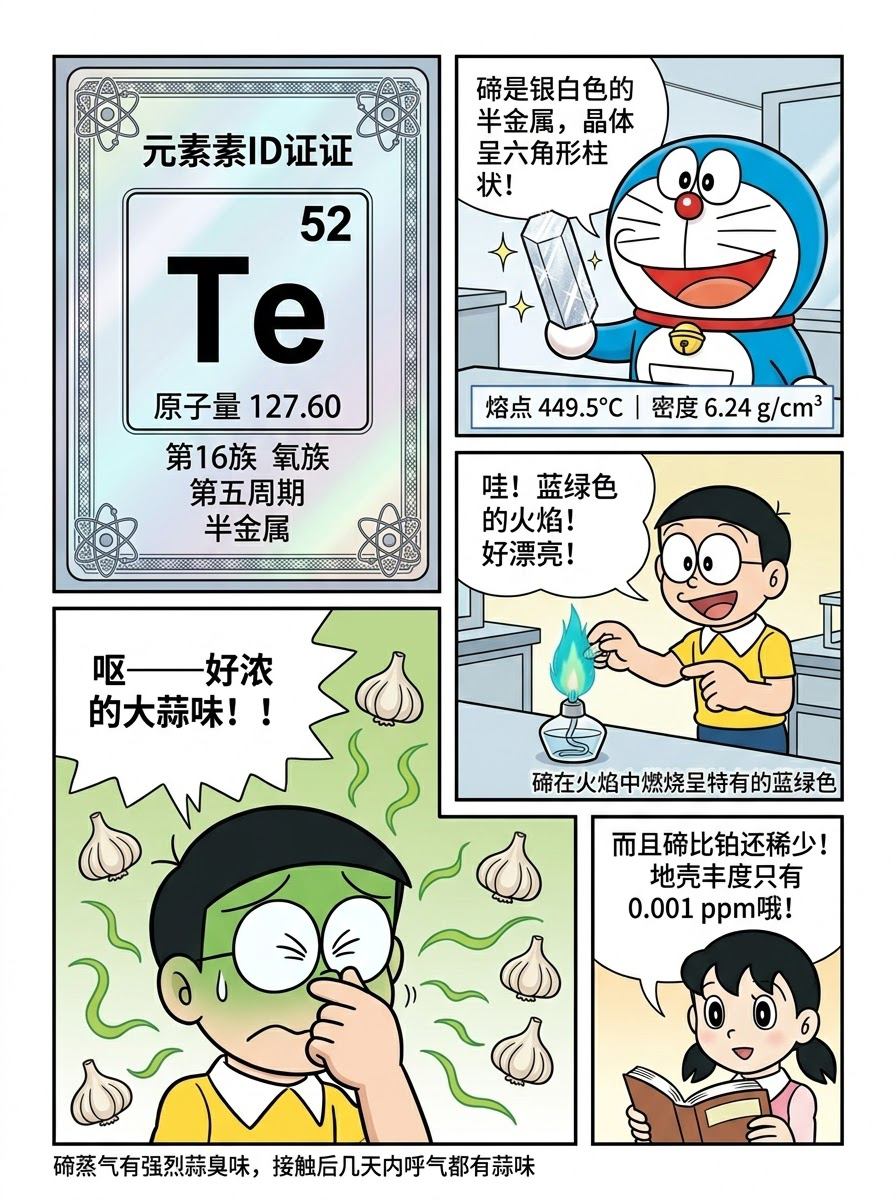 元素素ID证证
52
Te
原子量 127.60
第16族 氧族
第五周期
半金属
碲是银白色的
半金属，晶体
呈六角形柱
状！
熔点 449.5°C｜密度 6.24 g/cm³
哇！蓝绿色
的火焰！
好漂亮！
碲在火焰中燃烧呈特有的蓝绿色
呕——好浓
的大蒜味！！
而且碲比铂还稀少！
地壳丰度只有
0.001 ppm哦！
碲蒸气有强烈蒜臭味，接触后几天内呼气都有蒜味